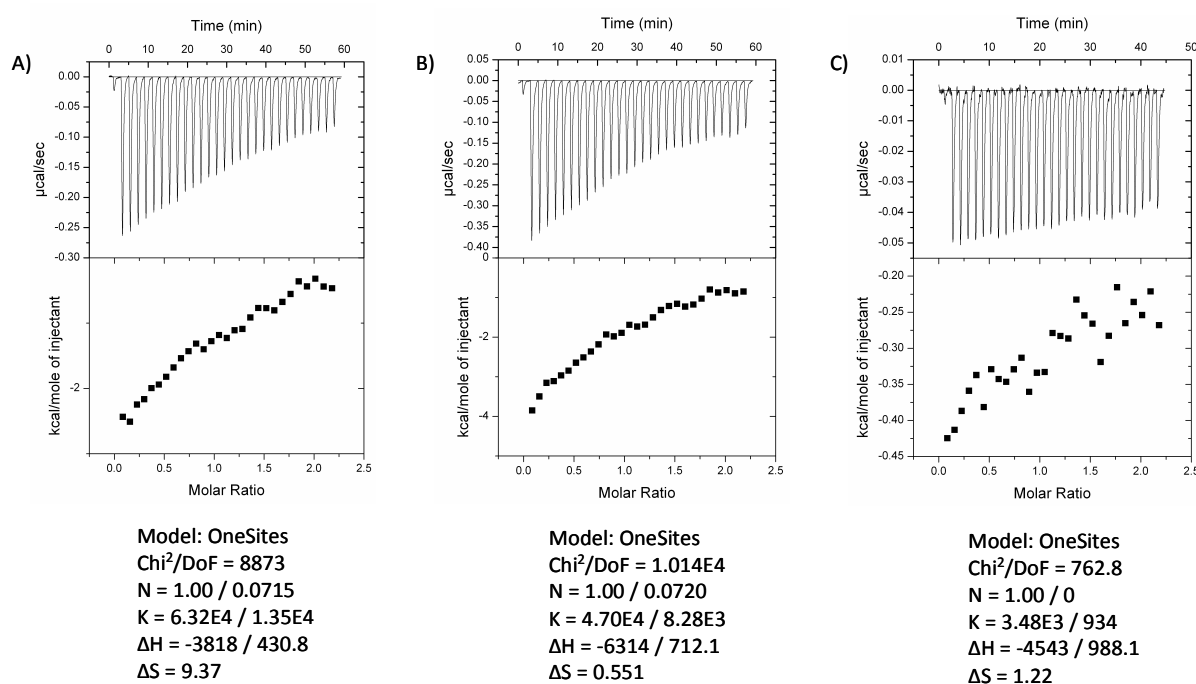 A)
Time (min)
0 10 20 30 40 50 60
0.00
-0.05
-0.10
-0.15
-0.20
-0.25
-0.30
µcal/sec
-2
kcal/mole of injectant
0.0 0.5 1.0 1.5 2.0 2.5
Molar Ratio
Model: OneSites
Chi²/DoF = 8873
N = 1.00 / 0.0715
K = 6.32E4 / 1.35E4
ΔH = -3818 / 430.8
ΔS = 9.37
B)
Time (min)
0 10 20 30 40 50 60
0.05
0.00
-0.05
-0.10
-0.15
-0.20
-0.25
-0.30
-0.35
-0.40
µcal/sec
0
-2
-4
kcal/mole of injectant
0.0 0.5 1.0 1.5 2.0 2.5
Molar Ratio
Model: OneSites
Chi²/DoF = 1.014E4
N = 1.00 / 0.0720
K = 4.70E4 / 8.28E3
ΔH = -6314 / 712.1
ΔS = 0.551
C)
Time (min)
0 10 20 30 40 50
0.01
0.00
-0.01
-0.02
-0.03
-0.04
-0.05
µcal/sec
-0.20
-0.25
-0.30
-0.35
-0.40
-0.45
kcal/mole of injectant
0.0 0.5 1.0 1.5 2.0 2.5
Molar Ratio
Model: OneSites
Chi²/DoF = 762.8
N = 1.00 / 0
K = 3.48E3 / 934
ΔH = -4543 / 988.1
ΔS = 1.22